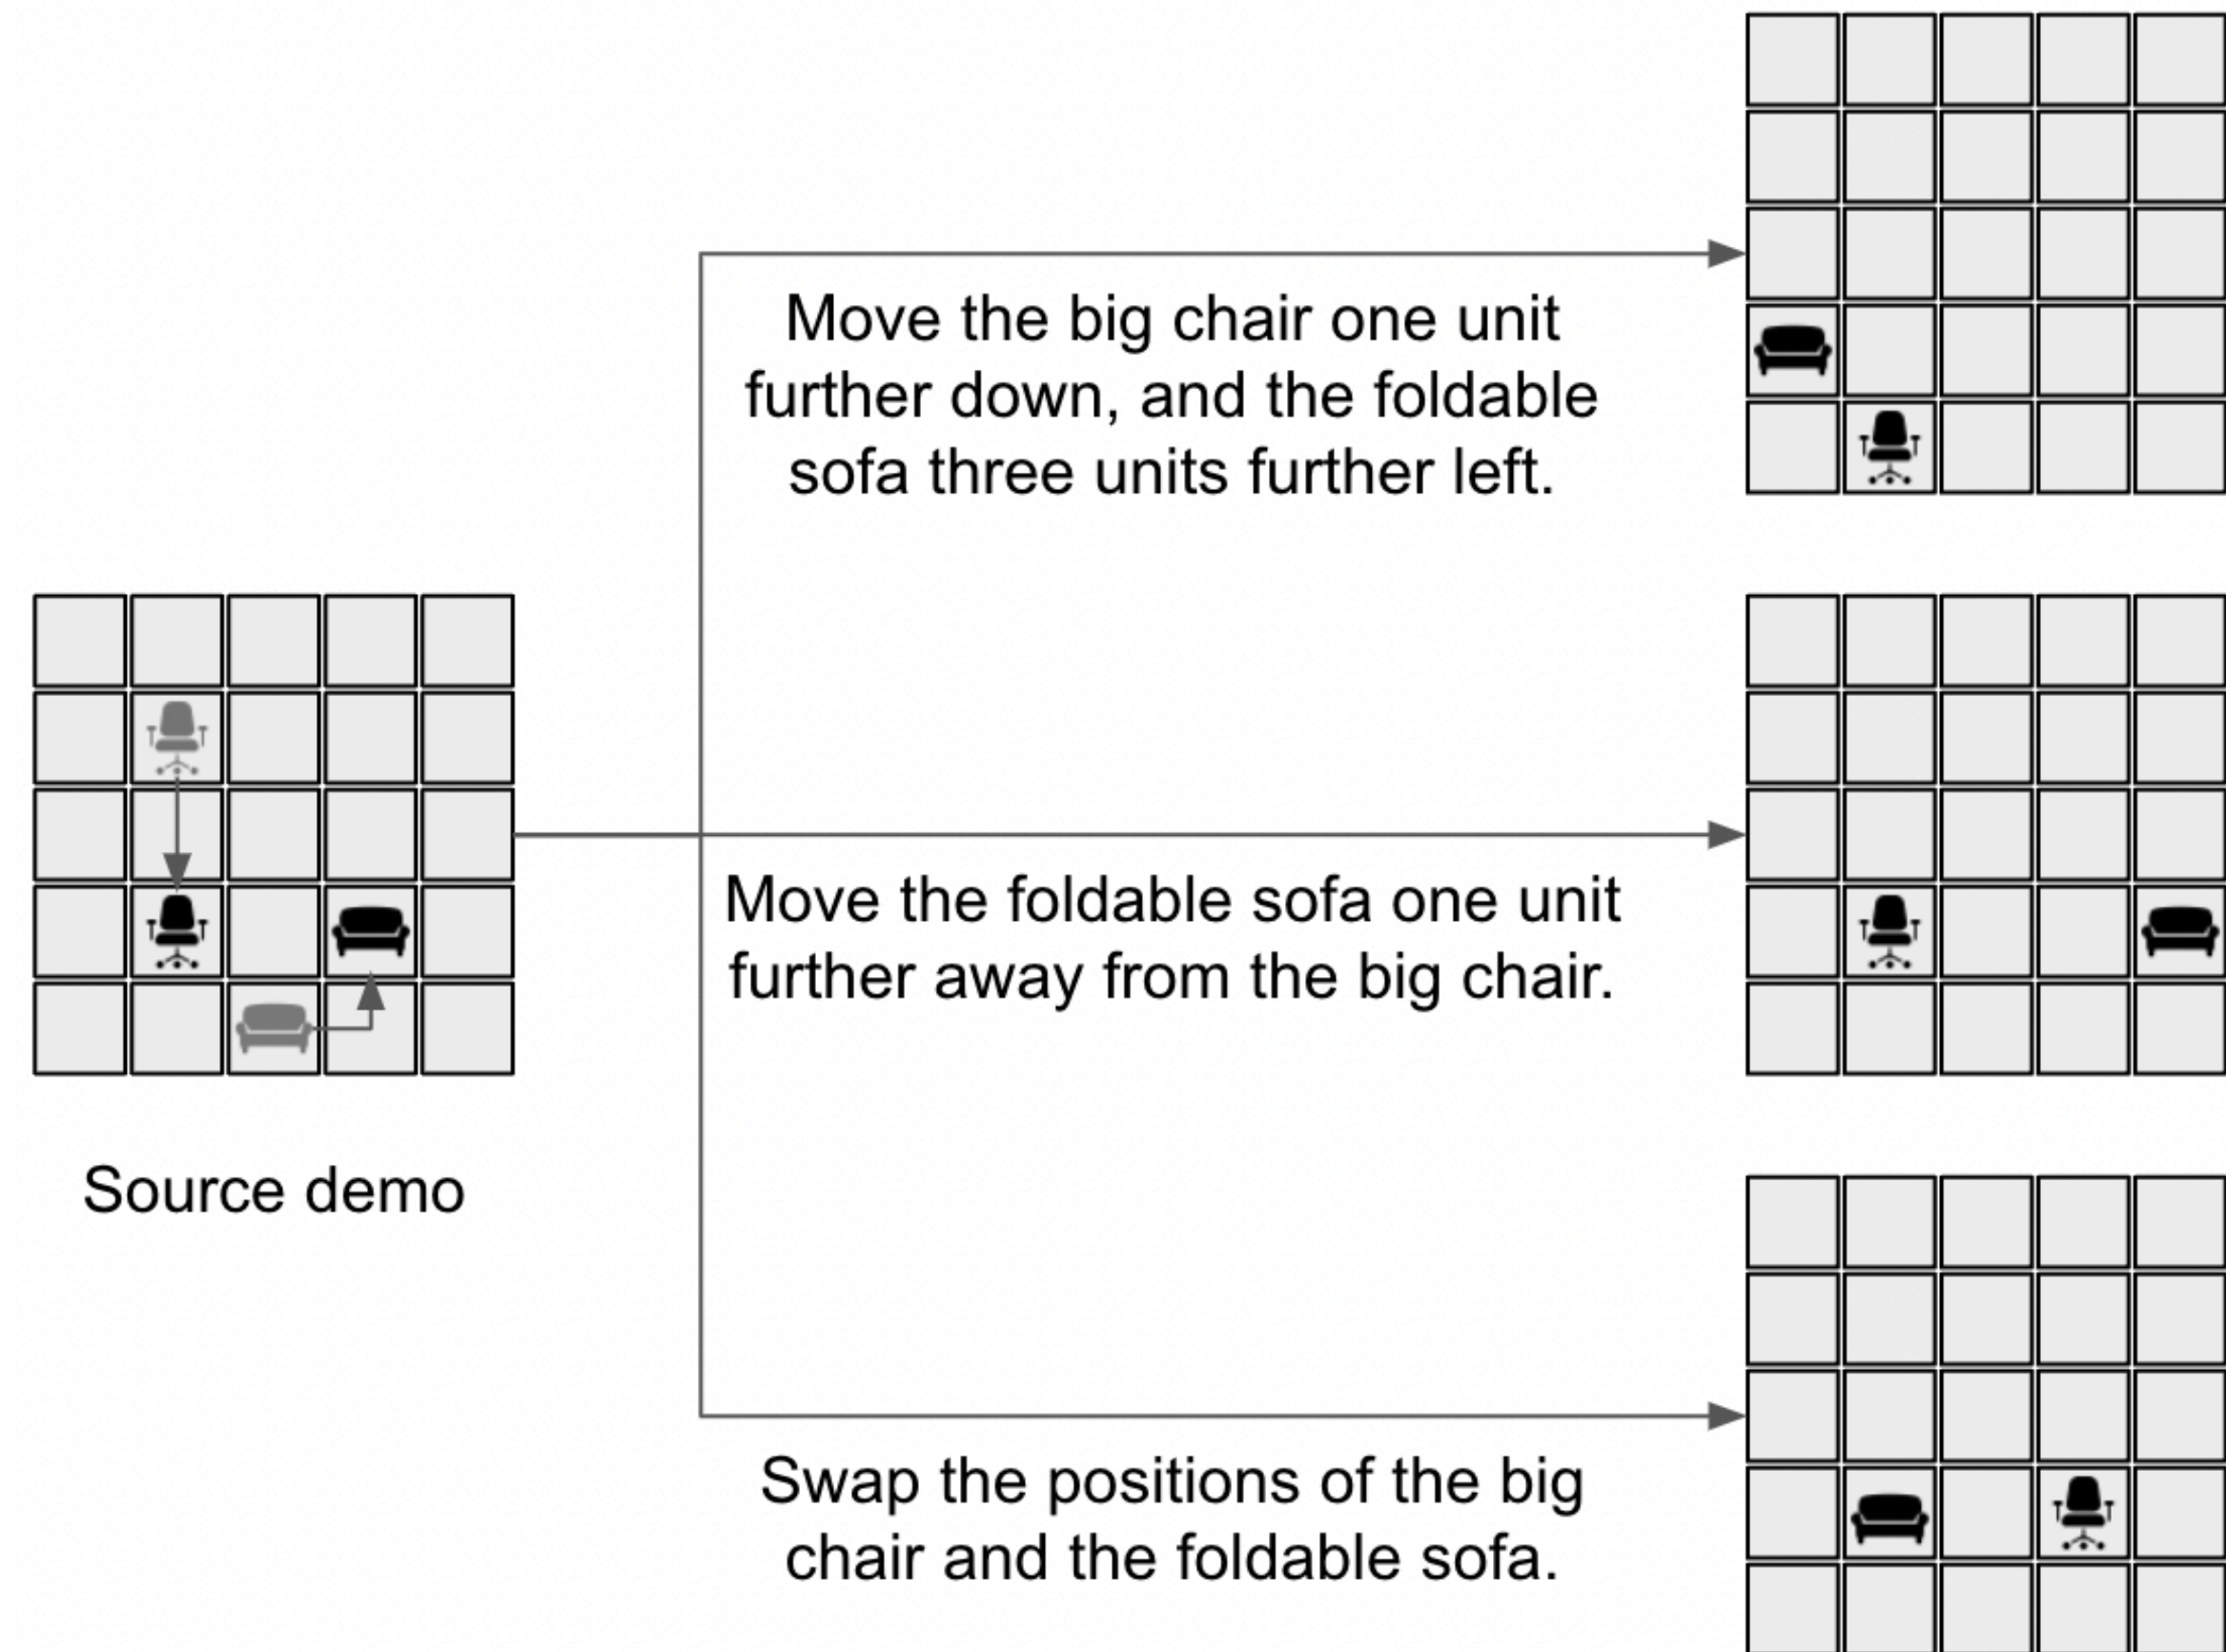 Move the big chair one unit
further down, and the foldable
sofa three units further left.
Move the foldable sofa one unit
further away from the big chair.
Source demo
Swap the positions of the big
chair and the foldable sofa.